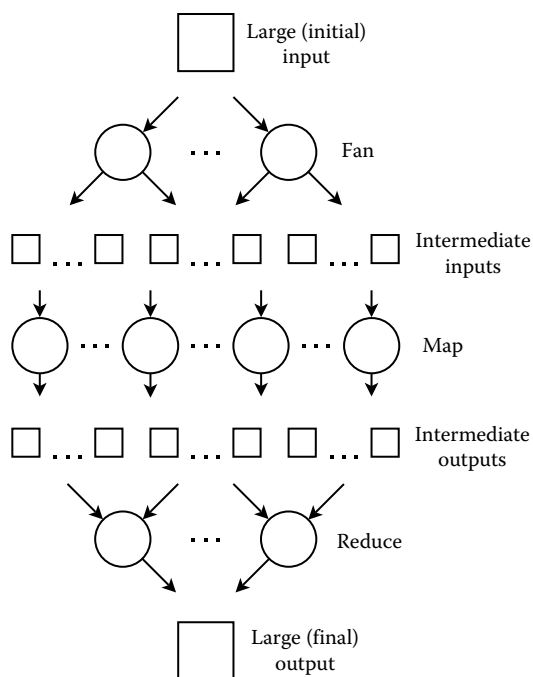 Large (initial)
input
Fan
Intermediate
inputs
Map
Intermediate
outputs
Reduce
Large (final)
output